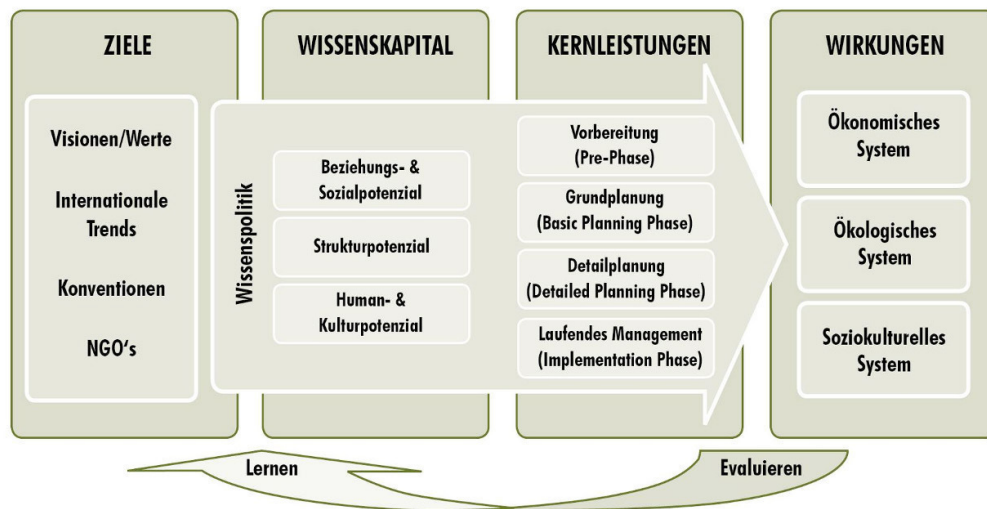 ZIELE
Visionen/Werte
Internationale
Trends
Konventionen
NGO‘s
WISSENSKAPITAL
Wissenspolitik
Beziehungs- &
Sozialpotenzial
Strukturpotenzial
Human- &
Kulturpotenzial
KERNLEISTUNGEN
Vorbereitung
(Pre-Phase)
Grundplanung
(Basic Planning Phase)
Detailplanung
(Detailed Planning Phase)
Laufendes Management
(Implementation Phase)
WIRKUNGEN
Ökonomisches
System
Ökologisches
System
Soziokulturelles
System
Lernen
Evaluieren